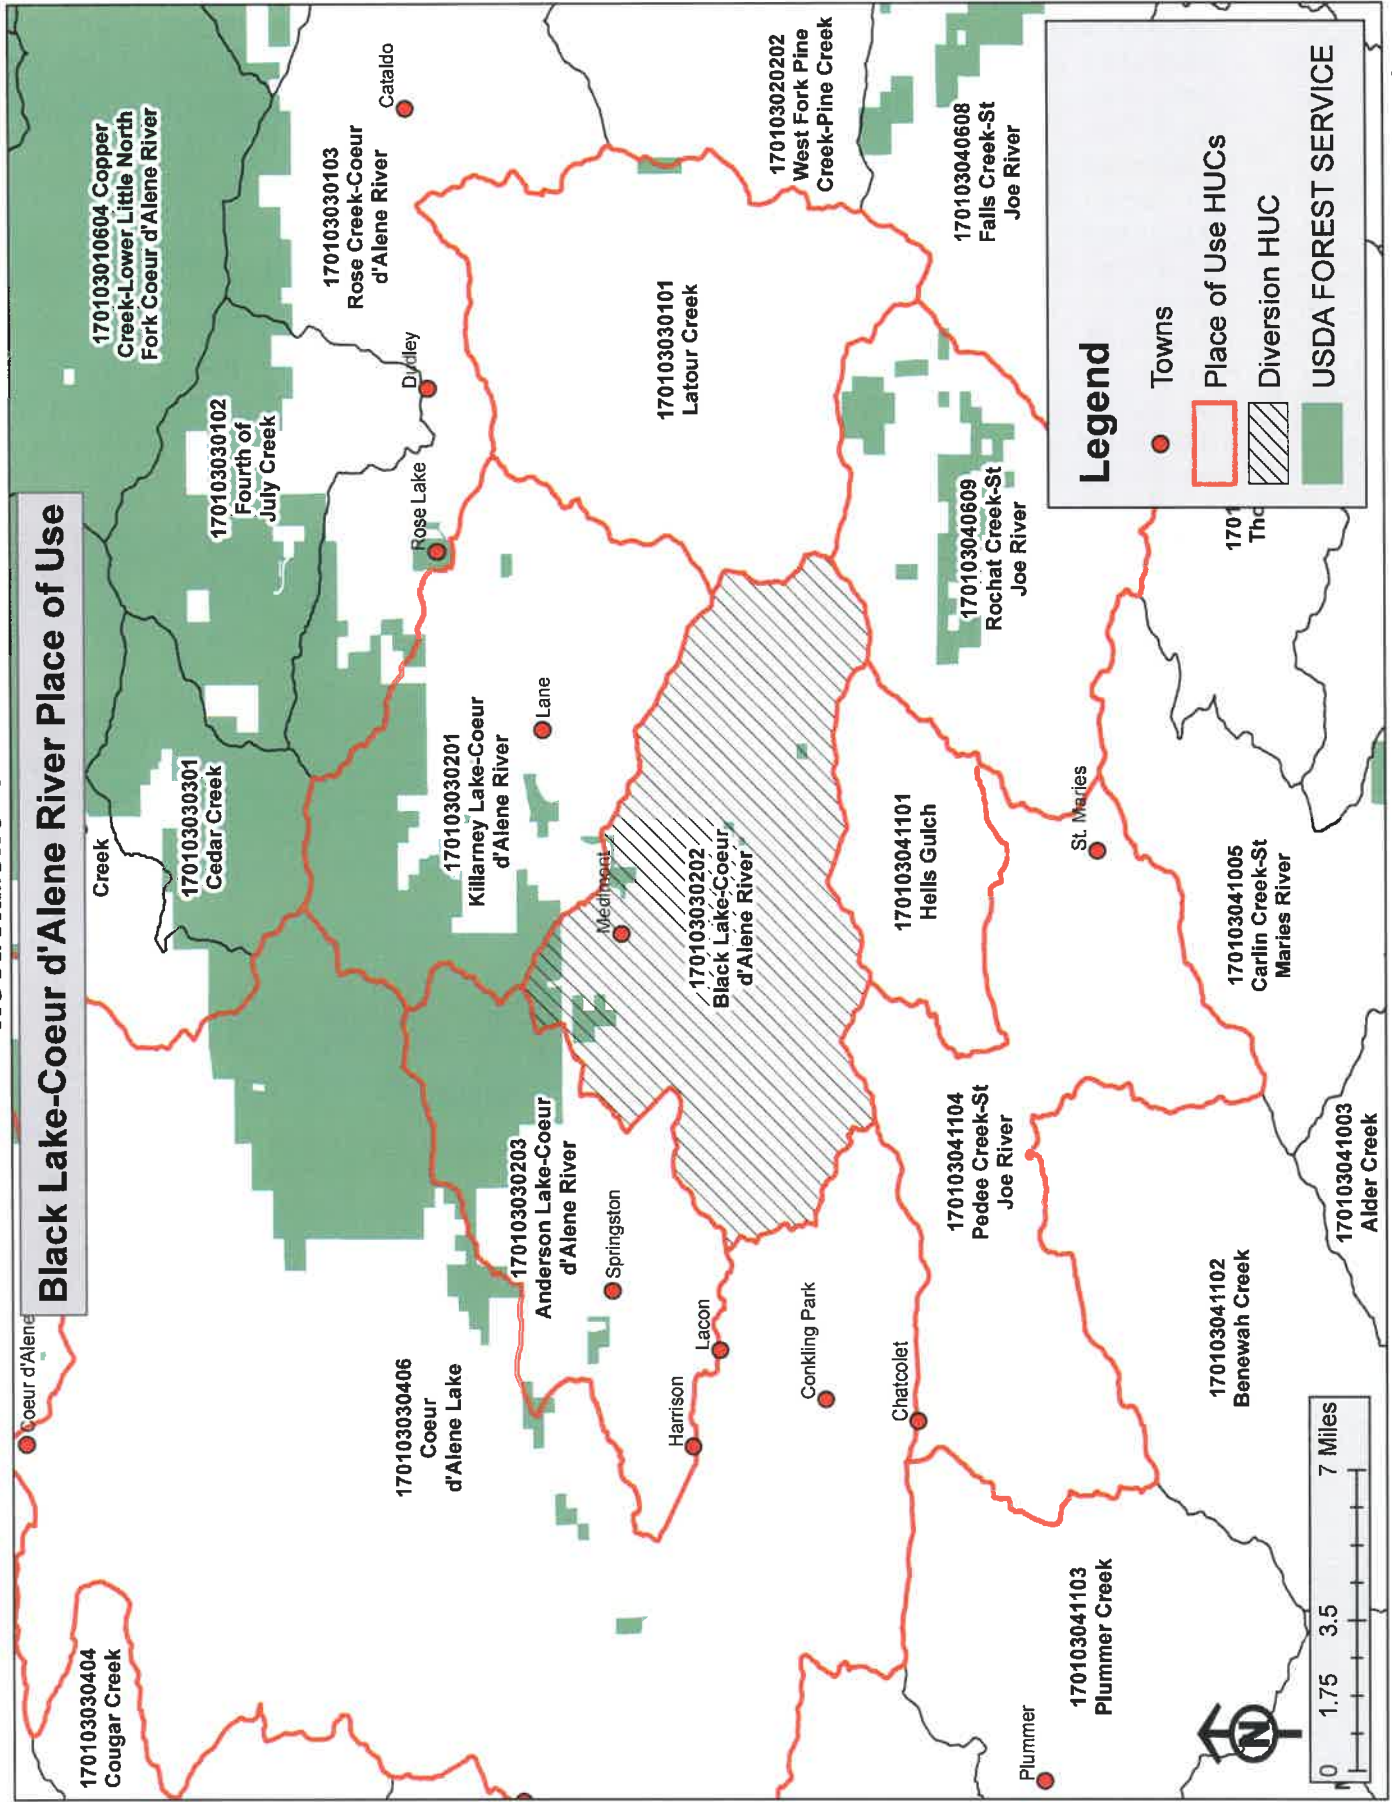 Black Lake-Coeur d'Alene River Place of Use
Coeur d'Alene
Creek
170103010604 Copper
Creek-Lower Little North
Fork Coeur d'Alene River
170103030404
Cougar Creek
170103030301
Cedar Creek
170103030102
Fourth of
July Creek
170103030103
Rose Creek-Coeur
d'Alene River
Cataldo
Dudley
Rose Lake
170103030406
Coeur
d'Alene Lake
170103030201
Killarney Lake-Coeur
d'Alene River
Lane
170103030203
Anderson Lake-Coeur
d'Alene River
Springston
Medimont
170103030101
Latour Creek
170103020202
West Fork Pine
Creek-Pine Creek
Harrison
Lacon
170103030202
Black Lake-Coeur
d'Alene River
Conkling Park
Chatcolet
170103041101
Hells Gulch
170103040609
Rochat Creek-St
Joe River
170103040608
Falls Creek-St
Joe River
170103041104
Pedee Creek-St
Joe River
St. Maries
Plummer
170103041103
Plummer Creek
170103041102
Benewah Creek
170103041005
Carlin Creek-St
Maries River
1701
Tho
170103041003
Alder Creek
N
0 1.75 3.5 7 Miles
Legend
Towns
Place of Use HUCs
Diversion HUC
USDA FOREST SERVICE